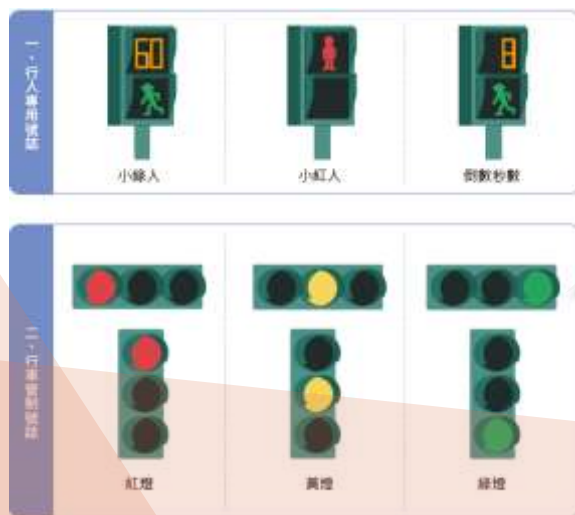 一、行人專用號誌
60
8
小綠人
小紅人
倒數秒數
二、行車管制號誌
紅燈
黃燈
綠燈